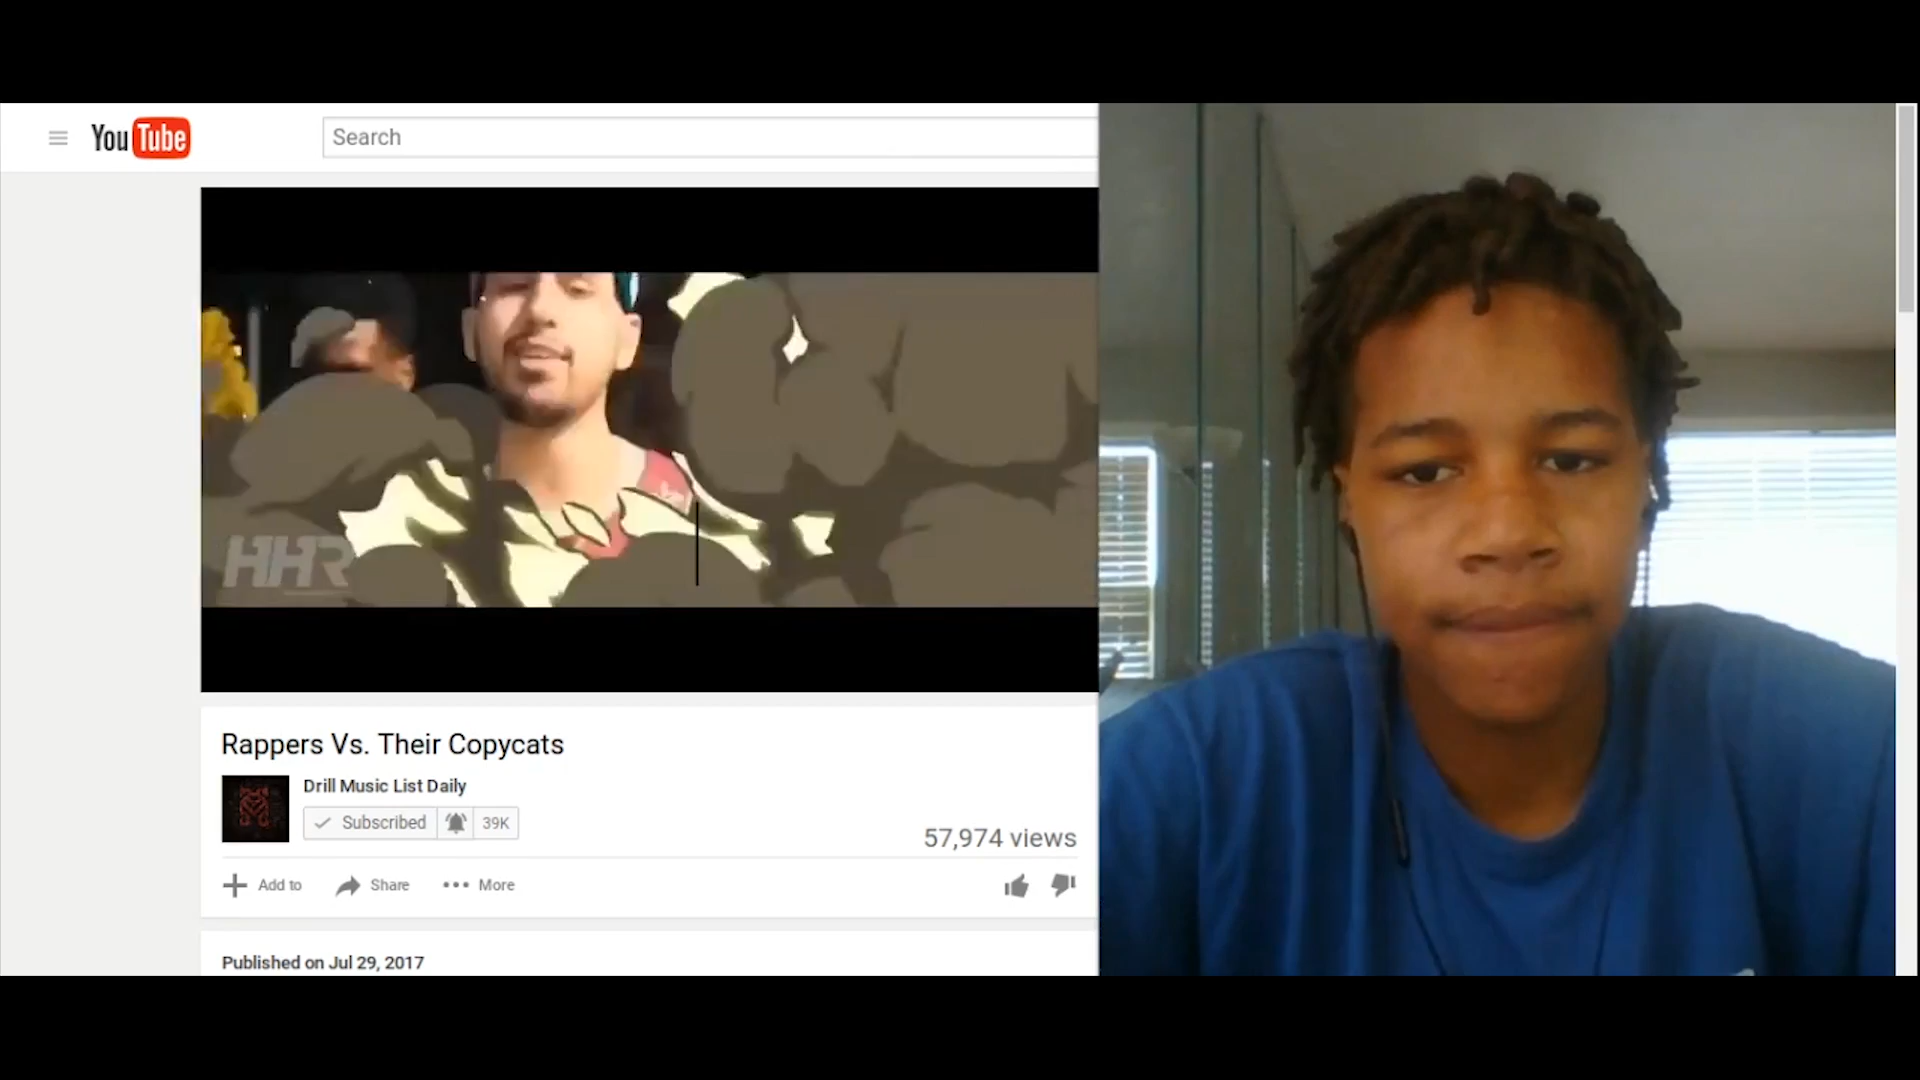 YouTube
Search
HHR
Rappers Vs. Their Copycats
Drill Music List Daily
Subscribed 39K
57,974 views
Add to Share More
Published on Jul 29, 2017